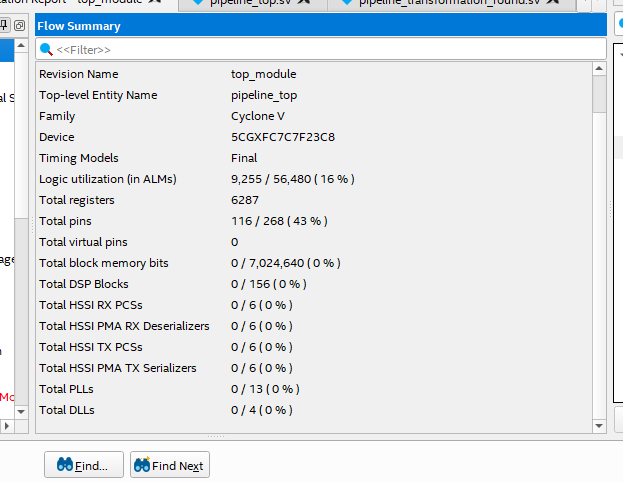 pipeline_top.sv
pipeline_transformation_round.sv
Flow Summary
<<Filter>>
Revision Name top_module
Top-level Entity Name pipeline_top
Family Cyclone V
Device 5CGXFC7C7F23C8
Timing Models Final
Logic utilization (in ALMs) 9,255 / 56,480 ( 16 % )
Total registers 6287
Total pins 116 / 268 ( 43 % )
Total virtual pins 0
Total block memory bits 0 / 7,024,640 ( 0 % )
Total DSP Blocks 0 / 156 ( 0 % )
Total HSSI RX PCSs 0 / 6 ( 0 % )
Total HSSI PMA RX Deserializers 0 / 6 ( 0 % )
Total HSSI TX PCSs 0 / 6 ( 0 % )
Total HSSI PMA TX Serializers 0 / 6 ( 0 % )
Total PLLs 0 / 13 ( 0 % )
Total DLLs 0 / 4 ( 0 % )
Find...
Find Next